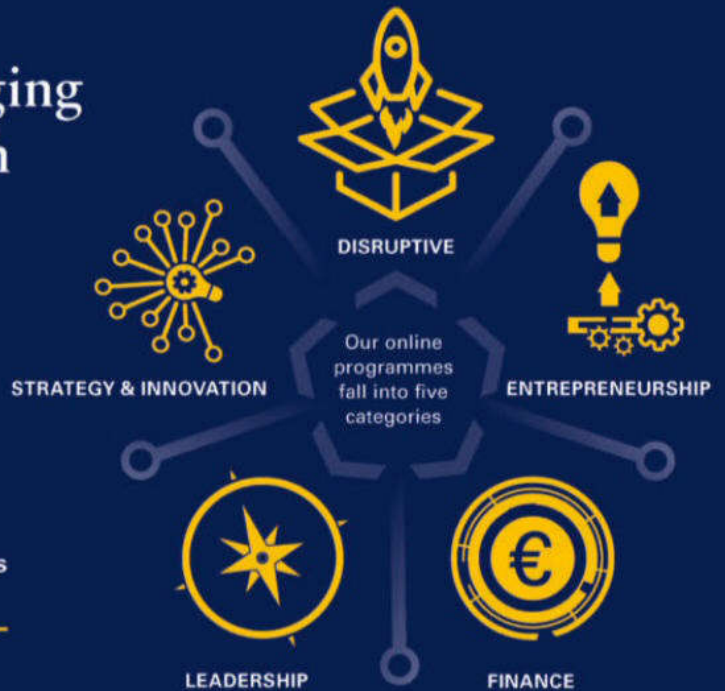 DISRUPTIVE
STRATEGY & INNOVATION
Our online
programmes
fall into five
categories
ENTREPRENEURSHIP
€
LEADERSHIP
FINANCE